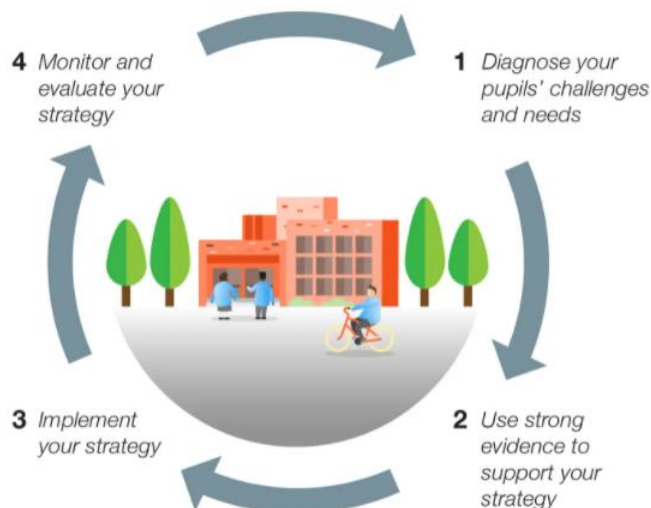 1 Diagnose your
pupils' challenges
and needs
2 Use strong
evidence to
support your
strategy
3 Implement
your strategy
4 Monitor and
evaluate your
strategy